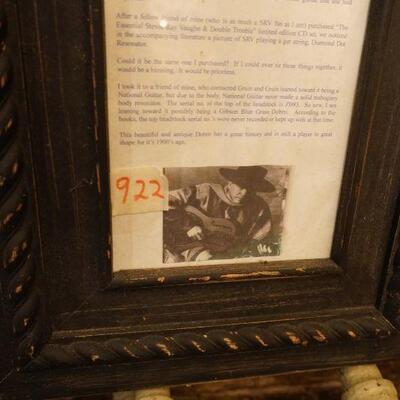 After a fellow friend of mine (who is as much a SRV fan as I am) purchased "The
Essential Stevie Ray Vaughn & Double Trouble" limited edition CD set, we noticed
in the accompanying literature a picture of SRV playing a gut string, Diamond Dot
Resonator.
Could it be the same one I purchased? If I could ever tie these things together, it
would be a blessing. It would be priceless.
I took it to a friend of mine, who contacted Gruin and Gruin leaned toward it being a
National Guitar, but due to the body, National Guitar never made a solid mahogany
body resonator. The serial no. of the top of the headstock is . So now I am
leaning toward it possibly being a Gibson Blue Grass Dobro. According to the
books, the top headstock serial no.'s were never recorded or kept up with at that time.
This beautiful and antique Dobro has a great history and is still a player in great
shape for it's 1900's age.
922